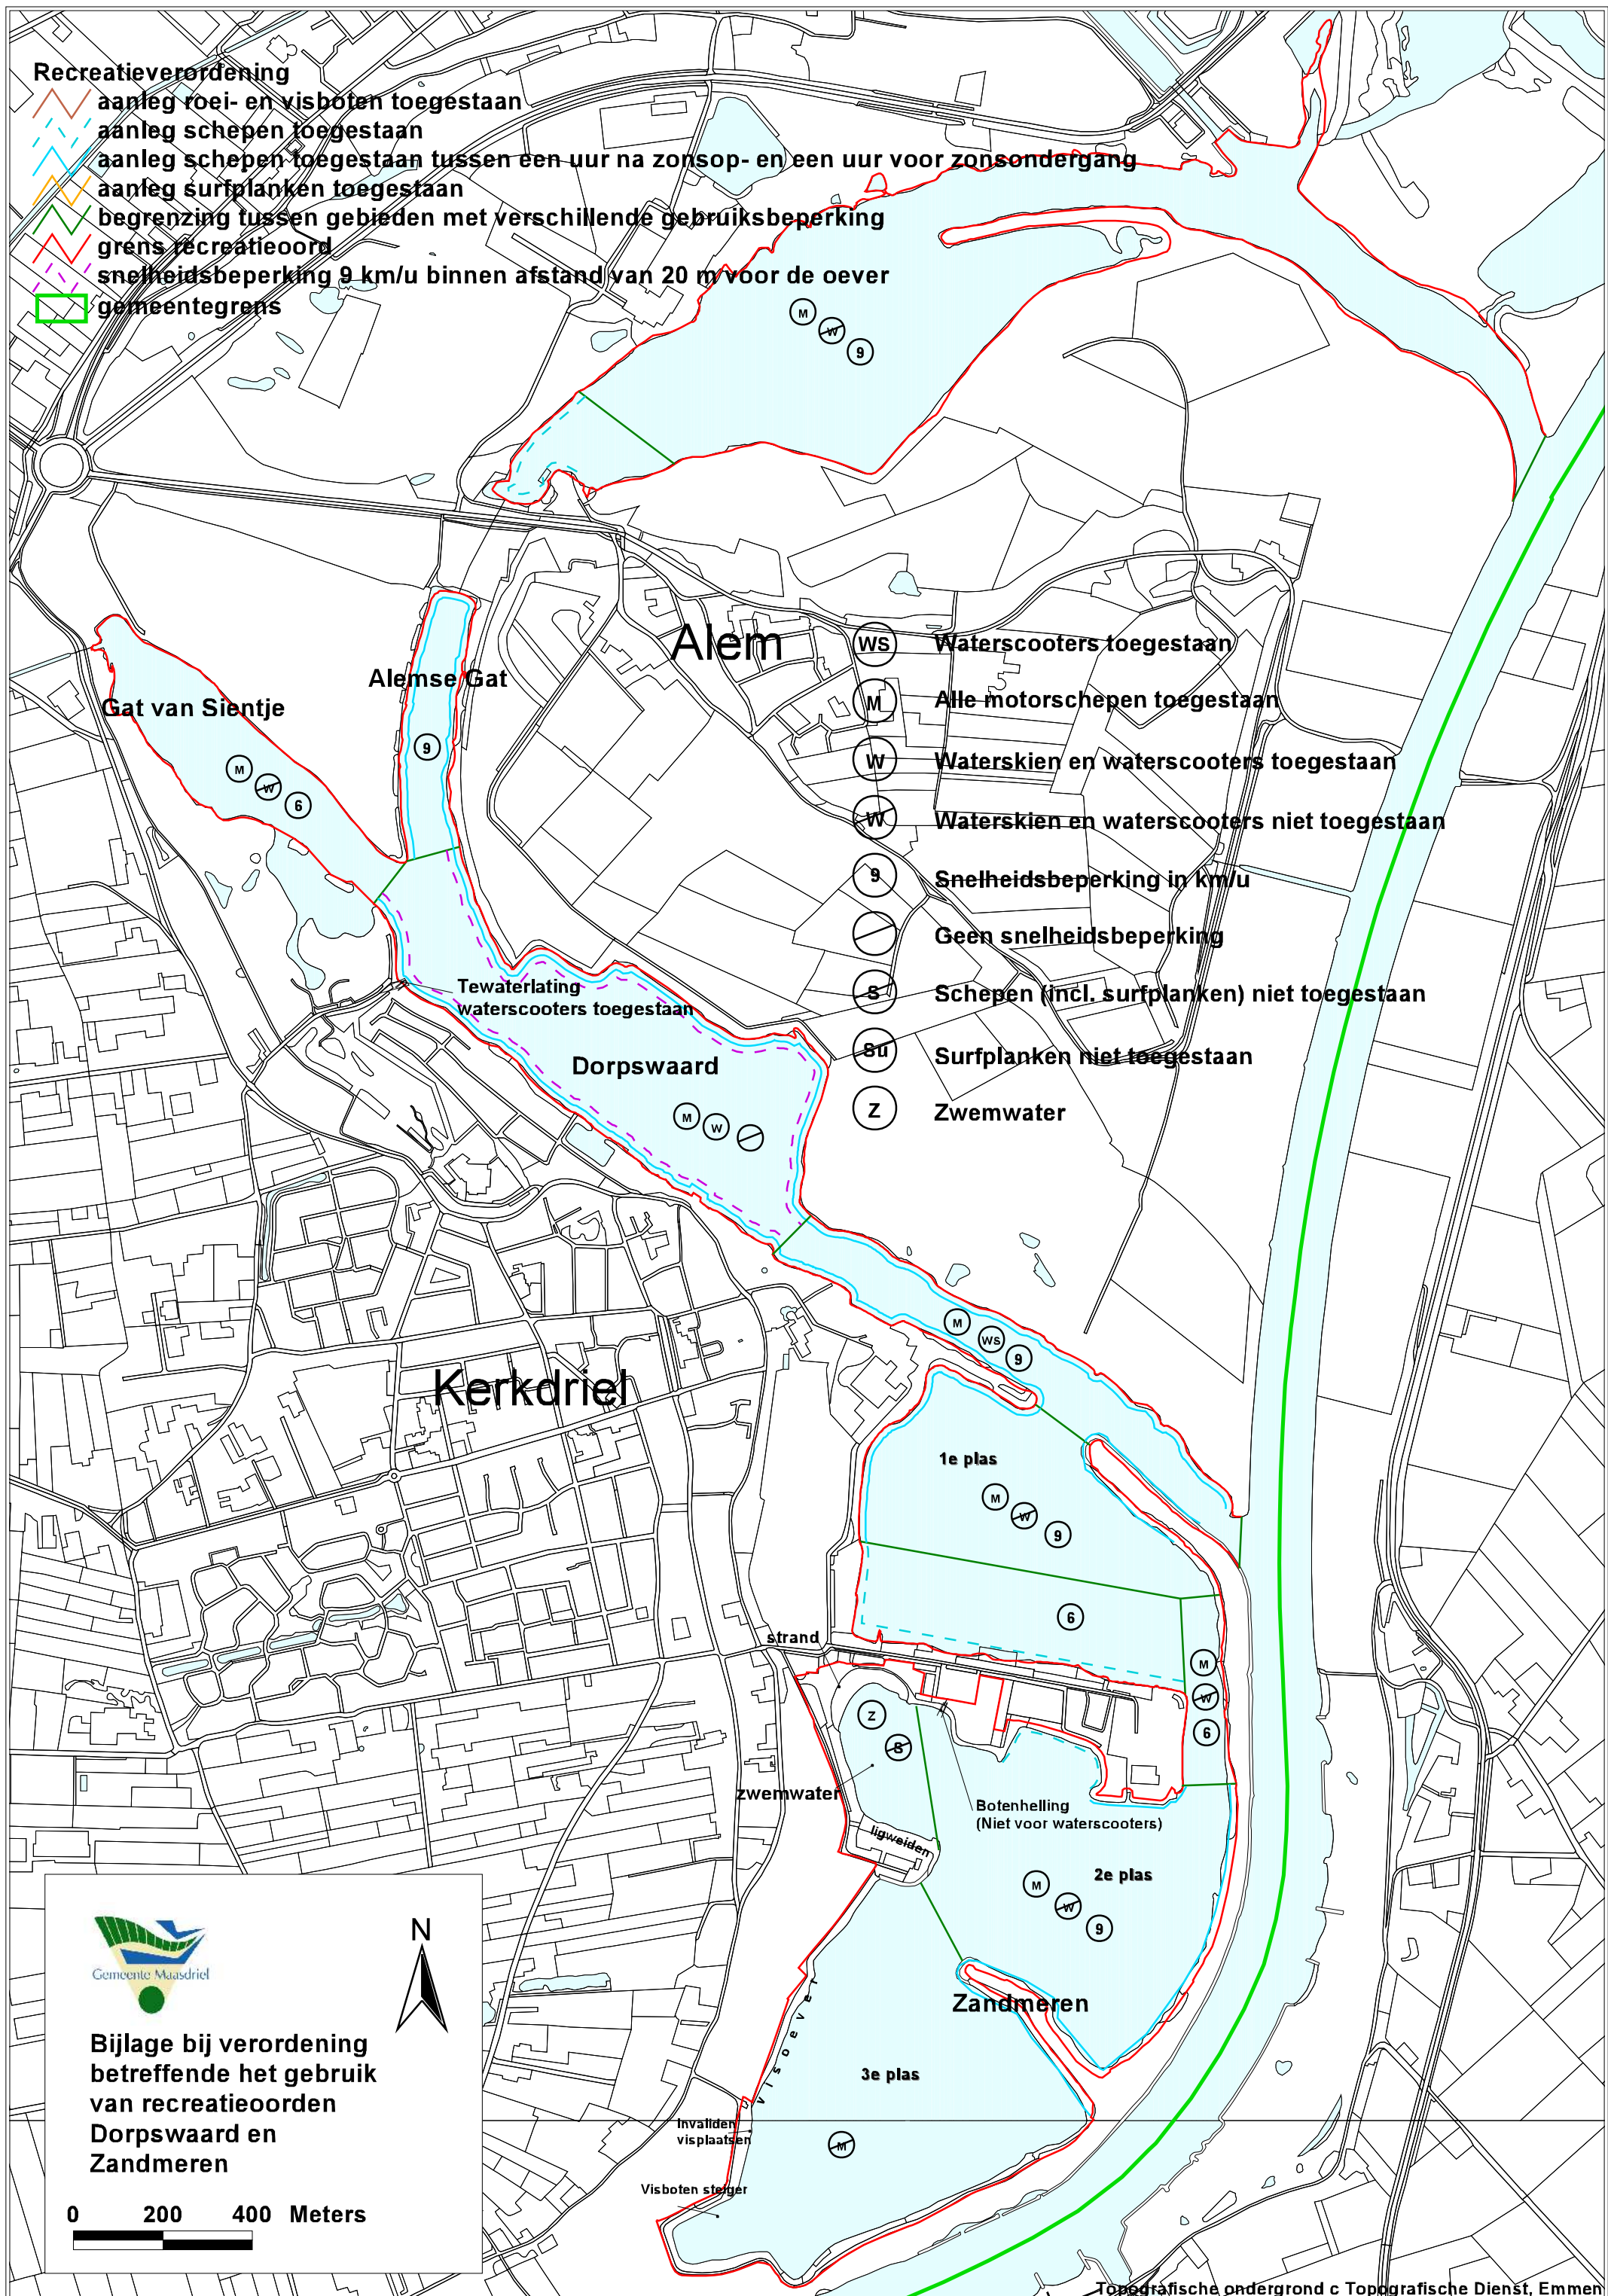 Recreatieverordening
aanleg roei- en visboten toegestaan
aanleg schepen toegestaan
aanleg schepen toegestaan tussen een uur na zonsop- en een uur voor zonsondergang
aanleg surfplanken toegestaan
begrenzing tussen gebieden met verschillende gebruiksbeperking
grens recreatieoord
snelheidsbeperking 9 km/u binnen afstand van 20 m voor de oever
gemeentegrens
M
W
9
Alem
WS Waterscooters toegestaan
M Alle motorschepen toegestaan
W Waterskien en waterscooters toegestaan
W Waterskien en waterscooters niet toegestaan
9 Snelheidsbeperking in km/u
Geen snelheidsbeperking
S Schepen (incl. surfplanken) niet toegestaan
Su Surfplanken niet toegestaan
Z Zwemwater
Alemse Gat
9
Gat van Sientje
M
W
6
Tewaterlating
waterscooters toegestaan
Dorpswaard
M
W
M
WS
9
Kerkdriel
1e plas
M
W
9
6
M
W
6
strand
Z
S
zwemwater
ligweiden
Botenhelling
(Niet voor waterscooters)
2e plas
M
W
9
Zandmeren
visoever
3e plas
Invaliden
visplaatsen
M
Visboten steiger
Gemeente Maasdriel
N
Bijlage bij verordening
betreffende het gebruik
van recreatieoorden
Dorpswaard en
Zandmeren
0 200 400 Meters
Topografische ondergrond c Topografische Dienst, Emmen